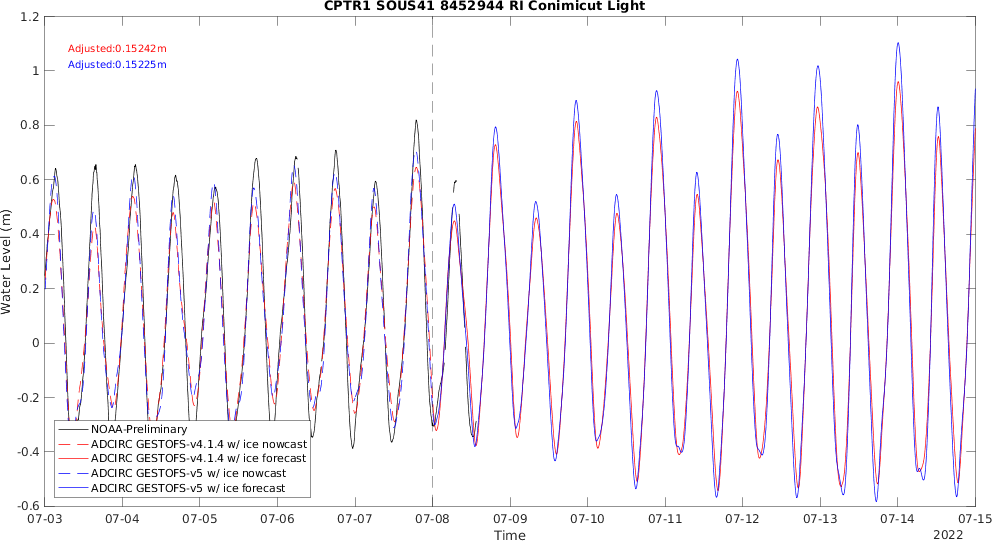 CPTR1 SOUS41 8452944 RI Conimicut Light
Adjusted:0.15242m
Adjusted:0.15225m
Water Level (m)
1.2
1
0.8
0.6
0.4
0.2
0
-0.2
-0.4
-0.6
NOAA-Preliminary
ADCIRC GESTOFS-v4.1.4 w/ ice nowcast
ADCIRC GESTOFS-v4.1.4 w/ ice forecast
ADCIRC GESTOFS-v5 w/ ice nowcast
ADCIRC GESTOFS-v5 w/ ice forecast
07-03 07-04 07-05 07-06 07-07 07-08 07-09 07-10 07-11 07-12 07-13 07-14 07-15
Time
2022